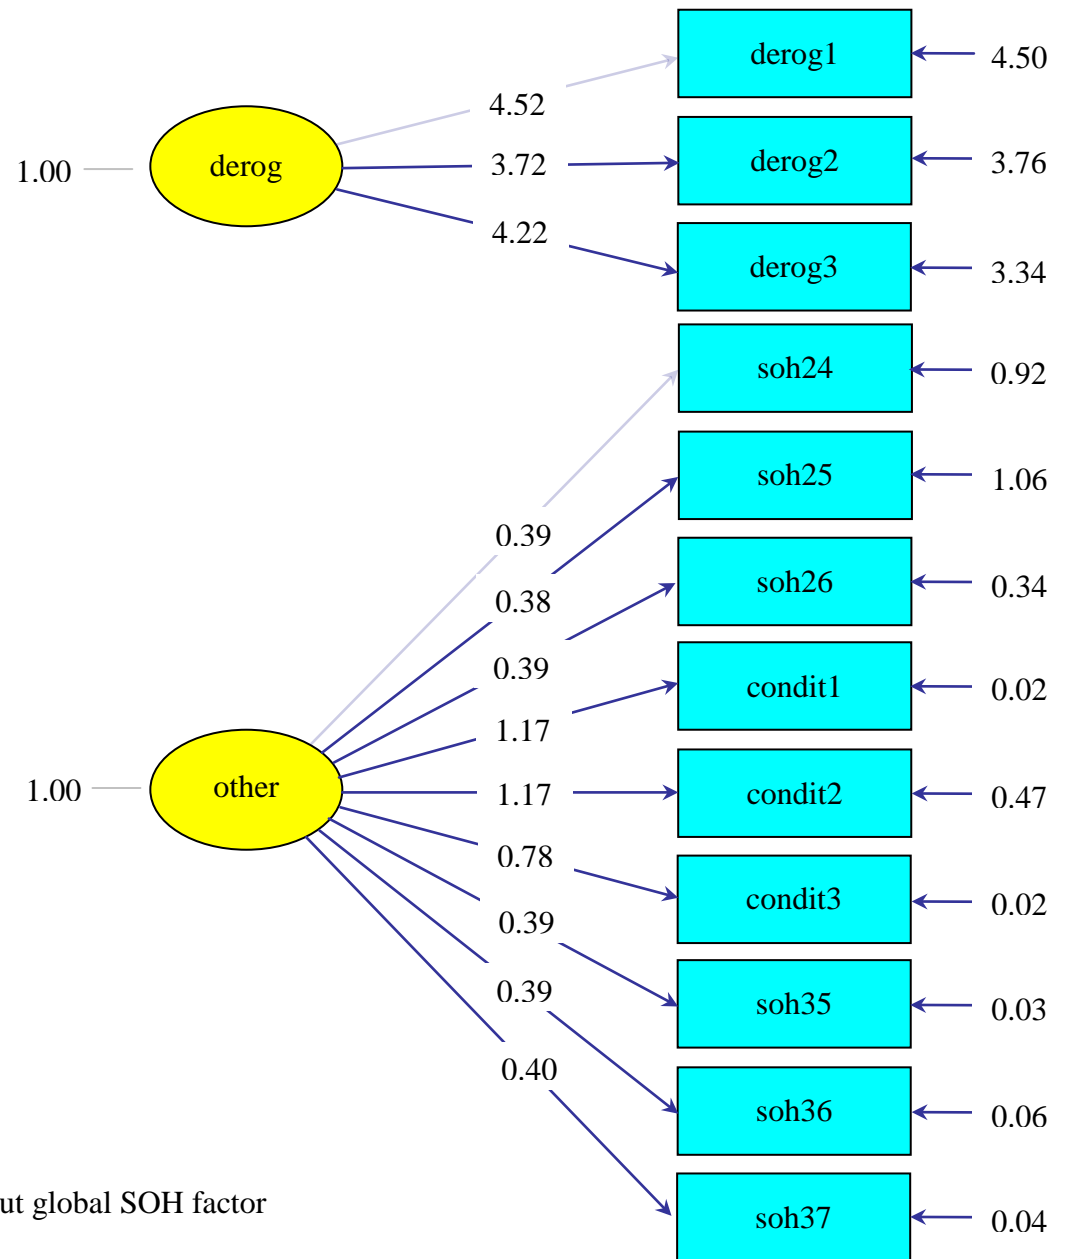 derog1
4.50
4.52
derog
1.00
3.72
derog2
3.76
4.22
derog3
3.34
soh24
0.92
0.39
soh25
1.06
0.38
soh26
0.34
0.39
condit1
0.02
1.17
other
1.00
1.17
condit2
0.47
0.78
condit3
0.02
0.39
soh35
0.03
0.39
soh36
0.06
0.40
soh37
0.04
ut global SOH factor